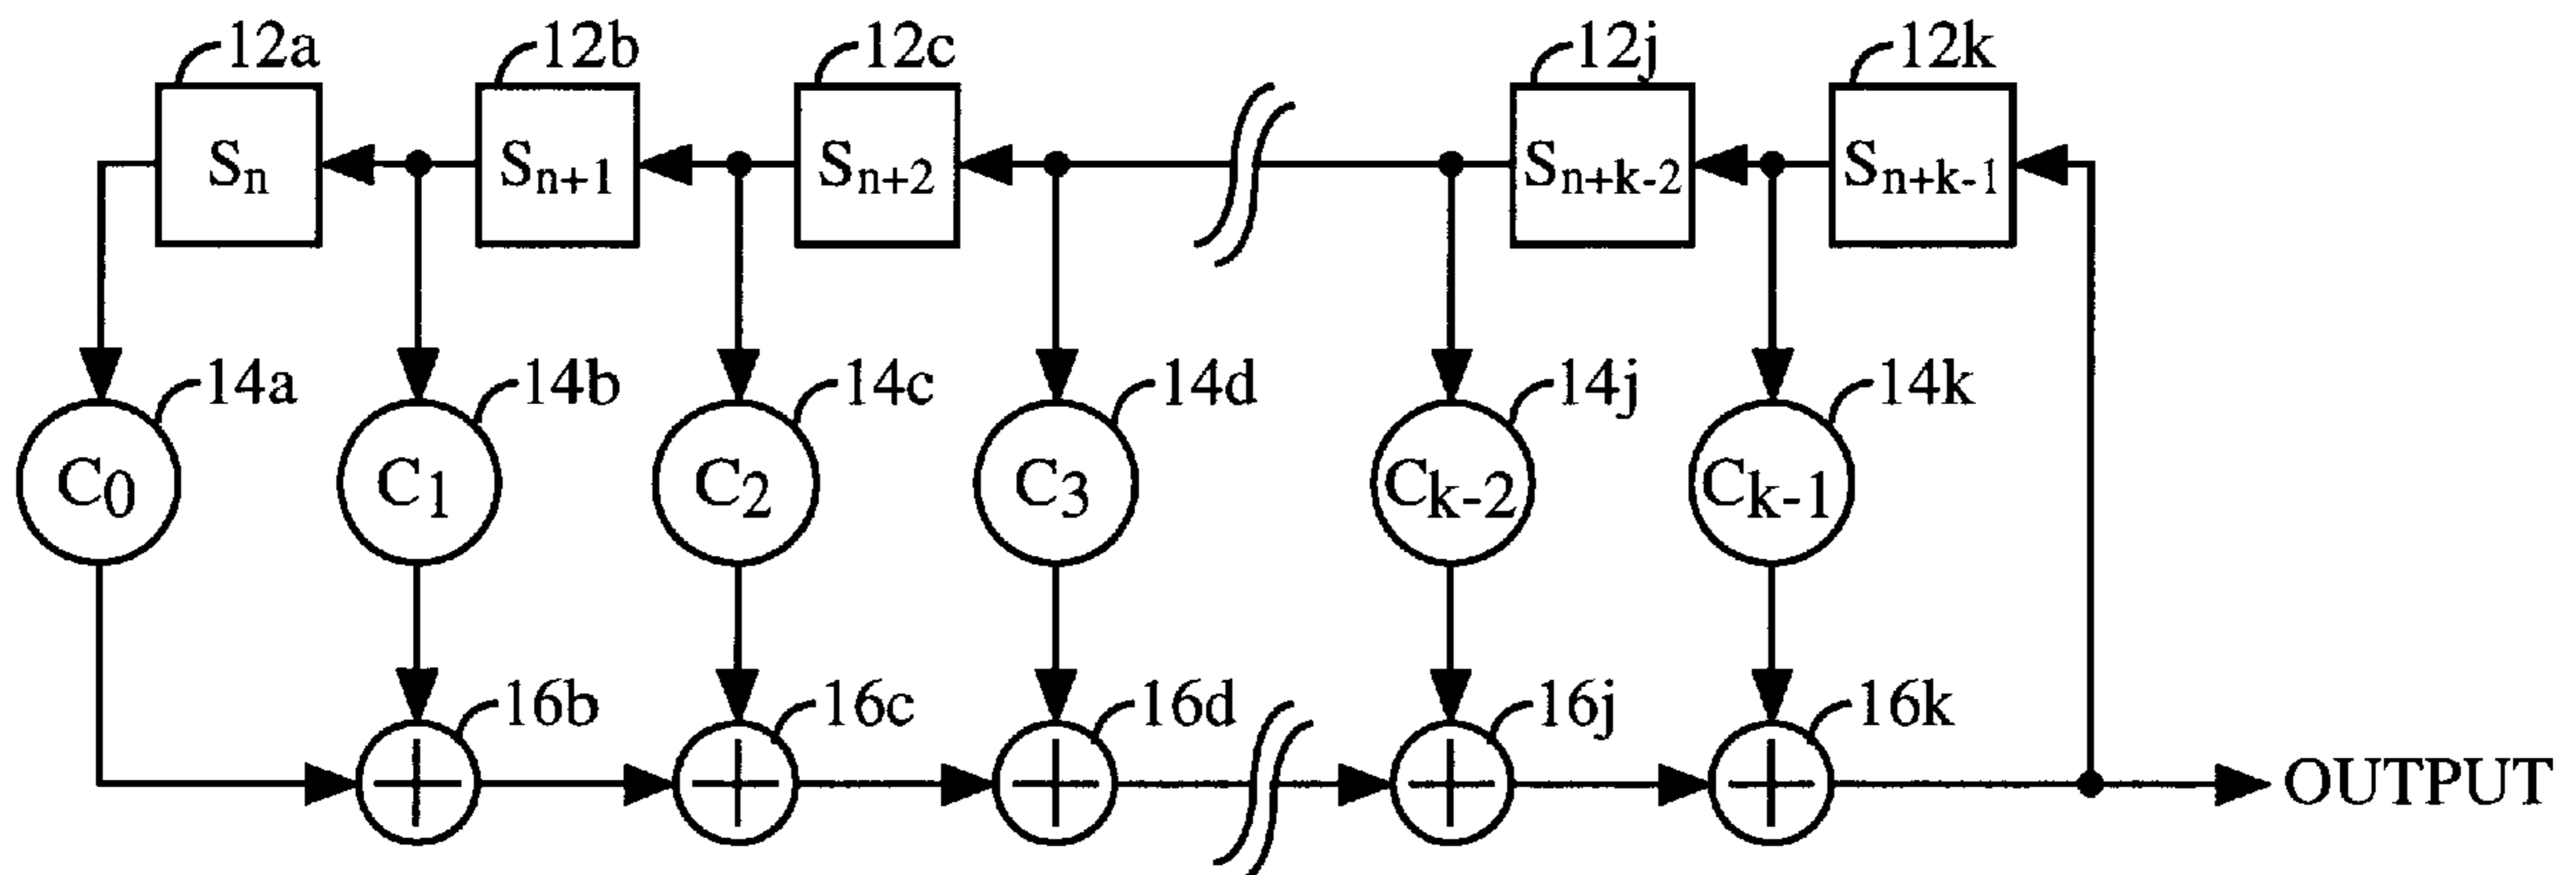 12a 12b 12c 12j 12k
Sn Sn+1 Sn+2 Sn+k-2 Sn+k-1
14a 14b 14c 14d 14j 14k
C0 C1 C2 C3 Ck-2 Ck-1
16b 16c 16d 16j 16k
OUTPUT